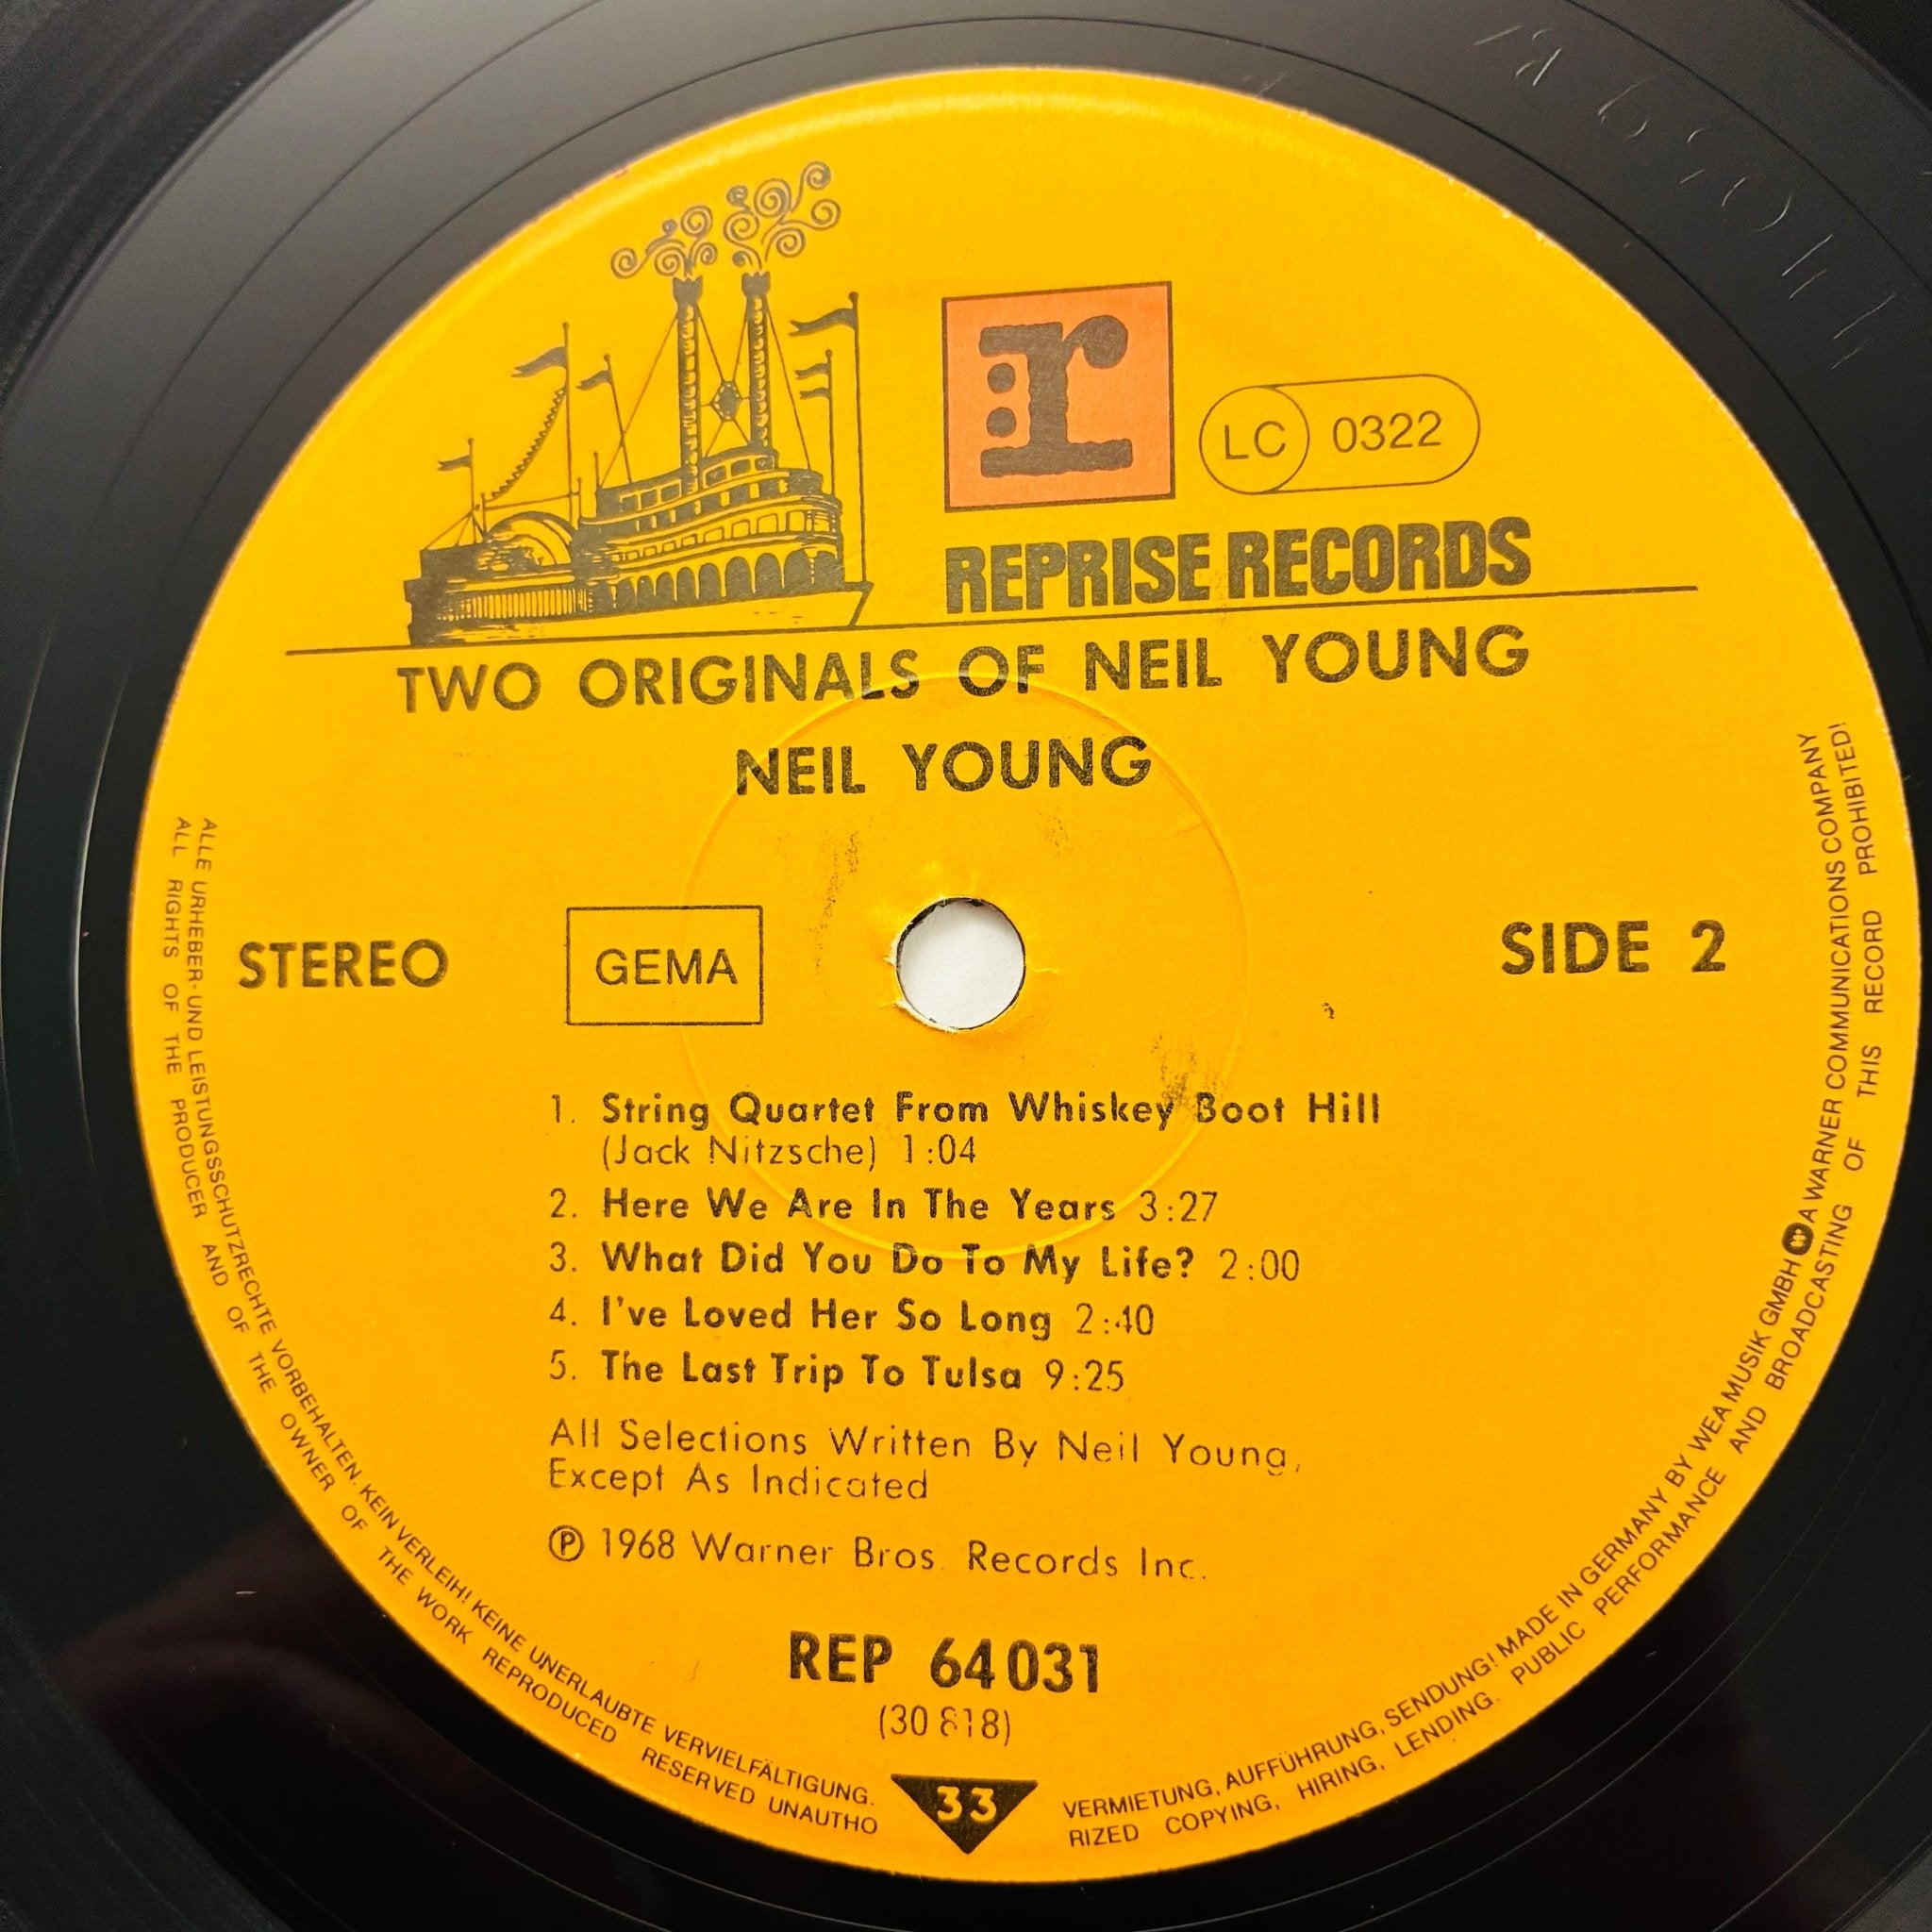 r
LC 0322
REPRISE RECORDS
TWO ORIGINALS OF NEIL YOUNG
NEIL YOUNG
STEREO
GEMA
SIDE 2
1. String Quartet From Whiskey Boot Hill
(Jack Nitzsche) 1:04
2. Here We Are In The Years 3:27
3. What Did You Do To My Life? 2:00
4. I've Loved Her So Long 2:40
5. The Last Trip To Tulsa 9:25
All Selections Written By Neil Young,
Except As Indicated
Ⓟ 1968 Warner Bros. Records Inc.
REP 64 031
(30 818)
33
ALLE URHEBER- UND LEISTUNGSSCHUTZRECHTE VORBEHALTEN. KEIN VERLEIH! KEINE UNERLAUBTE VERVIELFÄLTIGUNG. VERMIETUNG, AUFFÜHRUNG, SENDUNG! MADE IN GERMANY BY WEA MUSIK GMBH W A WARNER COMMUNICATIONS COMPANY
ALL RIGHTS OF THE PRODUCER AND OF THE OWNER OF THE WORK REPRODUCED RESERVED UNAUTHORIZED COPYING, HIRING, LENDING. PUBLIC PERFORMANCE AND BROADCASTING OF THIS RECORD PROHIBITED!